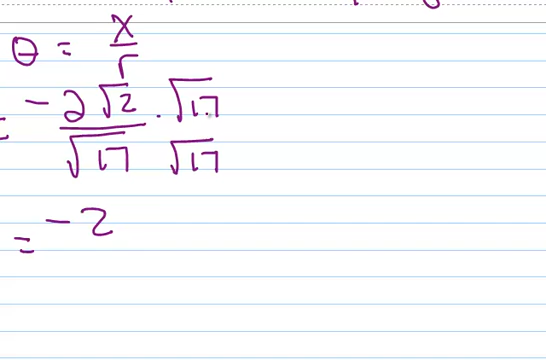 θ = x/r
= -2√2/√17 · √17/√17
= -2